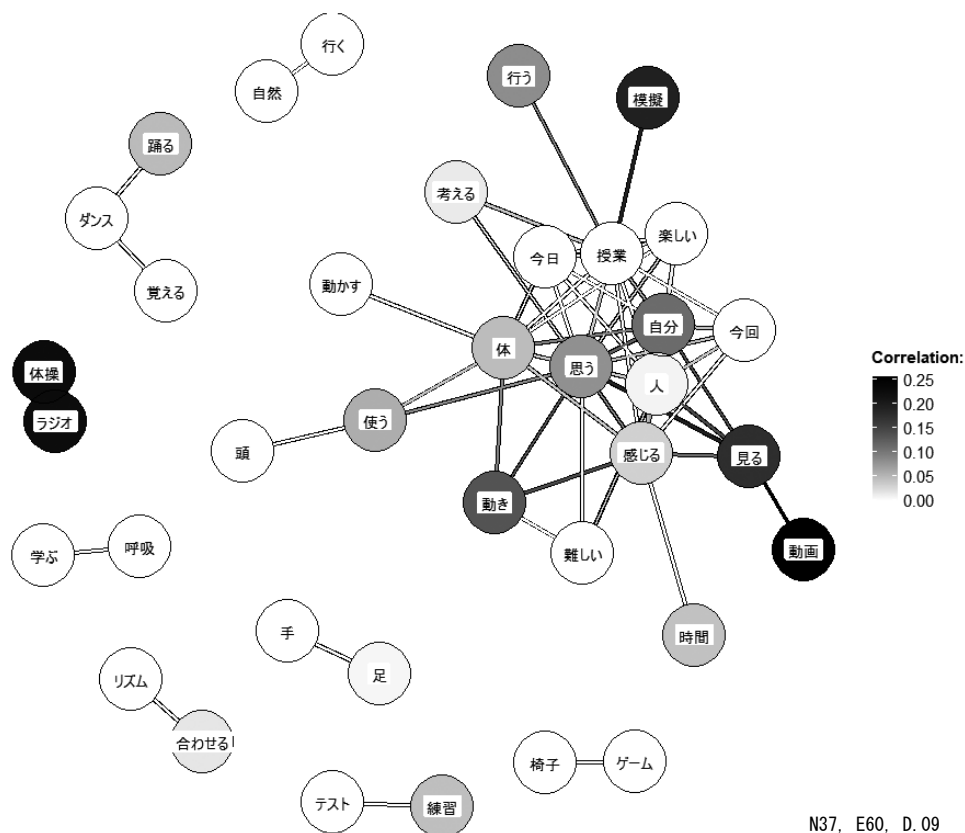 行く
自然
行う
模擬
踊る
考える
ダンス
楽しい
授業
今日
動かす
覚える
自分
今回
体
思う
人
Correlation:
0.25
0.20
0.15
0.10
0.05
0.00
体操
ラジオ
使う
頭
感じる
見る
動き
動画
学ぶ
呼吸
難しい
手
時間
足
リズム
合わせる
椅子
ゲーム
テスト
練習
N37, E60, D.09